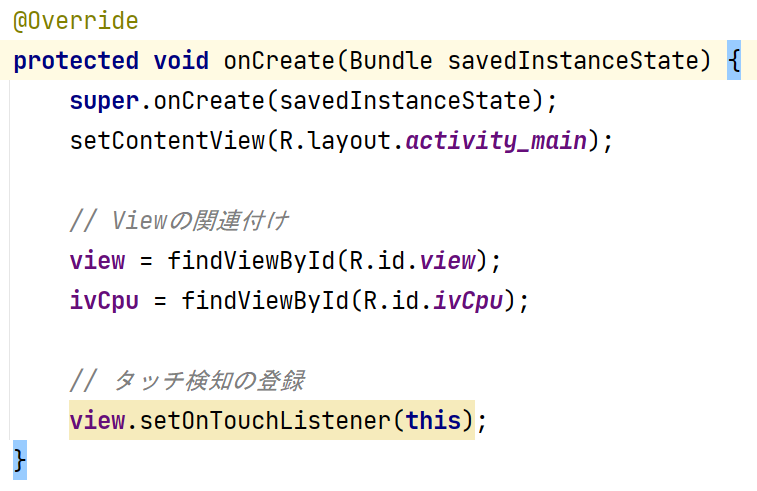 @Override
protected void onCreate(Bundle savedInstanceState) {
super.onCreate(savedInstanceState);
setContentView(R.layout.activity_main);
// Viewの関連付け
view = findViewById(R.id.view);
ivCpu = findViewById(R.id.ivCpu);
// タッチ検知の登録
view.setOnTouchListener(this);
}